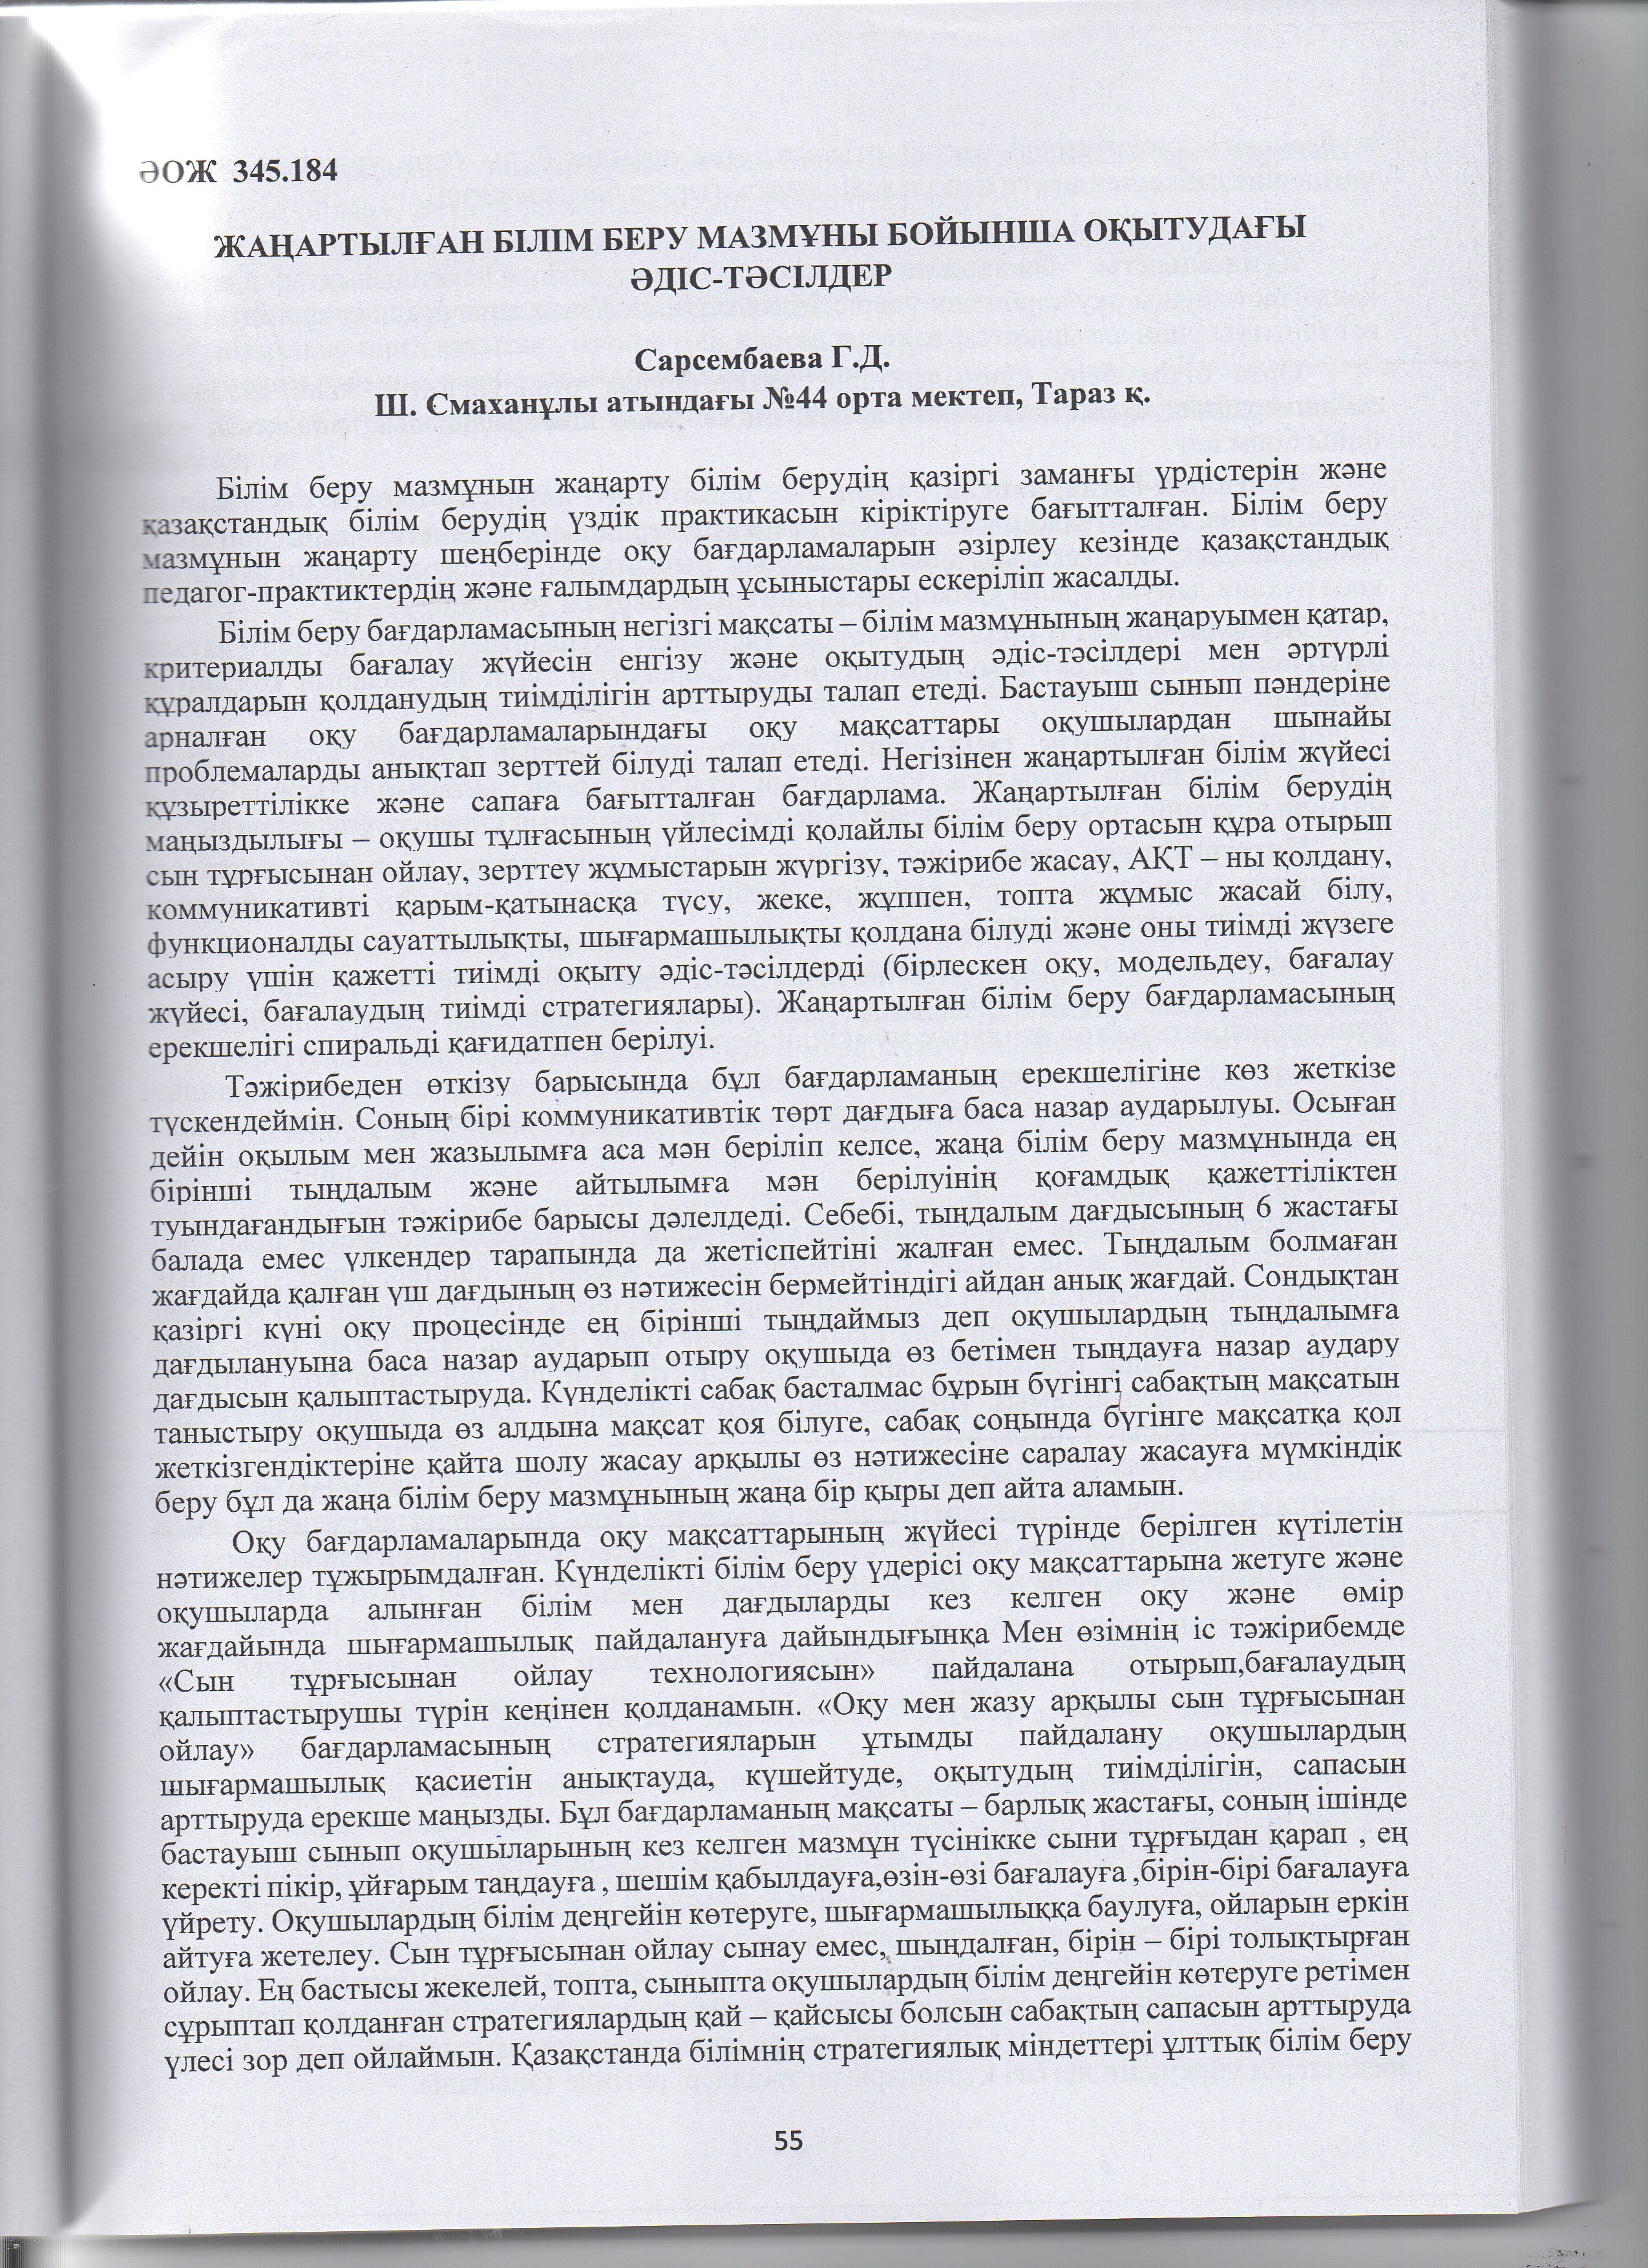 ӘОЖ 345.184
ЖАҢАРТЫЛҒАН БІЛІМ БЕРУ МАЗМҰНЫ БОЙЫНША ОҚЫТУДАҒЫ
ӘДІС-ТӘСІЛДЕР
Сарсембаева Г.Д.
Ш. Смаханұлы атындағы №44 орта мектеп, Тараз қ.
Білім беру мазмұнын жаңарту білім берудің қазіргі заманғы үрдістерін және
қазақстандық білім берудің үздік практикасын кіріктіруге бағытталған. Білім беру
мазмұнын жаңарту шеңберінде оқу бағдарламаларын әзірлеу кезінде қазақстандық
педагог-практиктердің және ғалымдардың ұсыныстары ескеріліп жасалды.
Білім беру бағдарламасының негізгі мақсаты – білім мазмұнының жаңаруымен қатар,
критериалды бағалау жүйесін енгізу және оқытудың әдіс-тәсілдері мен әртүрлі
құралдарын қолданудың тиімділігін арттыруды талап етеді. Бастауыш сынып пәндеріне
арналған оқу бағдарламаларындағы оқу мақсаттары оқушылардан шынайы
проблемаларды анықтап зерттей білуді талап етеді. Негізінен жаңартылған білім жүйесі
құзыреттілікке және сапаға бағытталған бағдарлама. Жаңартылған білім берудің
маңыздылығы – оқушы тұлғасының үйлесімді қолайлы білім беру ортасын құра отырып
сын тұрғысынан ойлау, зерттеу жұмыстарын жүргізу, тәжірибе жасау, АҚТ – ны қолдану,
коммуникативті қарым-қатынасқа түсу, жеке, жұппен, топта жұмыс жасай білу,
функционалды сауаттылықты, шығармашылықты қолдана білуді және оны тиімді жүзеге
асыру үшін қажетті тиімді оқыту әдіс-тәсілдерді (бірлескен оқу, модельдеу, бағалау
жүйесі, бағалаудың тиімді стратегиялары). Жаңартылған білім беру бағдарламасының
ерекшелігі спиральді қағидатпен берілуі.
Тәжірибеден өткізу барысында бұл бағдарламаның ерекшелігіне көз жеткізе
түскендеймін. Соның бірі коммуникативтік төрт дағдыға баса назар аударылуы. Осыған
дейін оқылым мен жазылымға аса мән беріліп келсе, жаңа білім беру мазмұнында ең
бірінші тыңдалым және айтылымға мән берілуінің қоғамдық қажеттіліктен
туындағандығын тәжірибе барысы дәлелдеді. Себебі, тыңдалым дағдысының 6 жастағы
балада емес үлкендер тарапында да жетіспейтіні жалған емес. Тыңдалым болмаған
жағдайда қалған үш дағдының өз нәтижесін бермейтіндігі айдан анық жағдай. Сондықтан
қазіргі күні оқу процесінде ең бірінші тыңдаймыз деп оқушылардың тыңдалымға
дағдылануына баса назар аударып отыру оқушыда өз бетімен тыңдауға назар аудару
дағдысын қалыптастыруда. Күнделікті сабақ басталмас бұрын бүгінгі сабақтың мақсатын
таныстыру оқушыда өз алдына мақсат қоя білуге, сабақ соңында бүгінге мақсатқа қол
жеткізгендіктеріне қайта шолу жасау арқылы өз нәтижесіне саралау жасауға мүмкіндік
беру бұл да жаңа білім беру мазмұнының жаңа бір қыры деп айта аламын.
Оқу бағдарламаларында оқу мақсаттарының жүйесі түрінде берілген күтілетін
нәтижелер тұжырымдалған. Күнделікті білім беру үдерісі оқу мақсаттарына жетуге және
оқушыларда алынған білім мен дағдыларды кез келген оқу және өмір
жағдайында шығармашылық пайдалануға дайындығынқа Мен өзімнің іс тәжірибемде
«Сын тұрғысынан ойлау технологиясын» пайдалана отырып,бағалаудың
қалыптастырушы түрін кеңінен қолданамын. «Оқу мен жазу арқылы сын тұрғысынан
ойлау» бағдарламасының стратегияларын ұтымды пайдалану оқушылардың
шығармашылық қасиетін анықтауда, күшейтуде, оқытудың тиімділігін, сапасын
арттыруда ерекше маңызды. Бұл бағдарламаның мақсаты – барлық жастағы, соның ішінде
бастауыш сынып оқушыларының кез келген мазмұн түсінікке сыни тұрғыдан қарап , ең
керекті пікір, ұйғарым таңдауға , шешім қабылдауға,өзін-өзі бағалауға ,бірін-бірі бағалауға
үйрету. Оқушылардың білім деңгейін көтеруге, шығармашылыққа баулуға, ойларын еркін
айтуға жетелеу. Сын тұрғысынан ойлау сынау емес, шыңдалған, бірін – бірі толықтырған
ойлау. Ең бастысы жекелей, топта, сыныпта оқушылардың білім деңгейін көтеруге ретімен
сұрыптап қолданған стратегиялардың қай – қайсысы болсын сабақтың сапасын арттыруда
үлесі зор деп ойлаймын. Қазақстанда білімнің стратегиялық міндеттері ұлттық білім беру
55